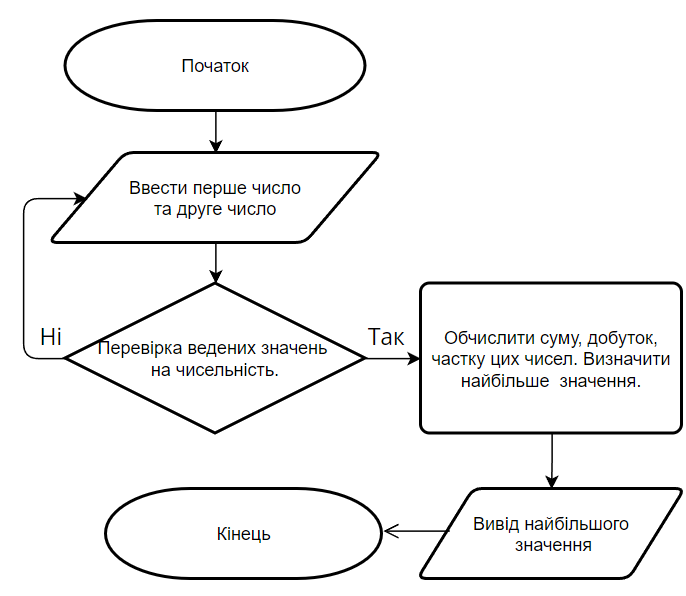 Початок
Ввести перше число
та друге число
Ні
Перевірка ведених значень
на чисельність.
Так
Обчислити суму, добуток,
частку цих чисел. Визначити
найбільше  значення.
Вивід найбільшого
значення
Кінець